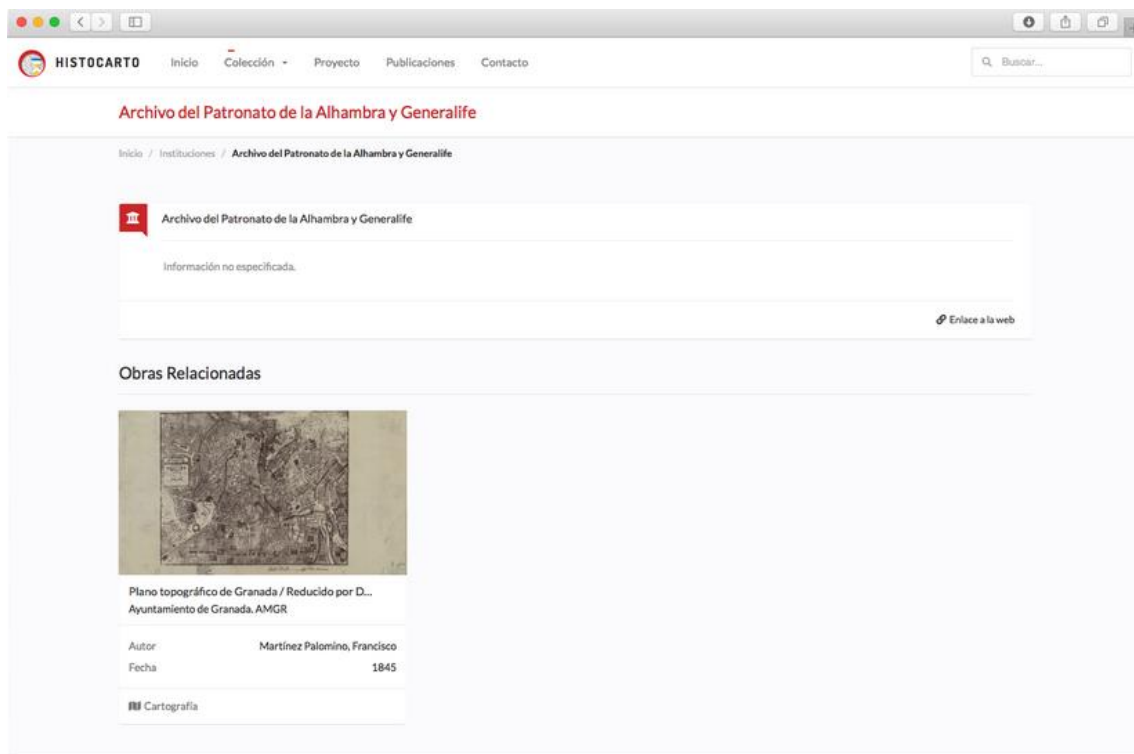 HISTOCARTO Inicio Colección Proyecto Publicaciones Contacto Buscar...
Archivo del Patronato de la Alhambra y Generalife
Inicio / Instituciones / Archivo del Patronato de la Alhambra y Generalife
Archivo del Patronato de la Alhambra y Generalife
Información no especificada.
Enlace a la web
Obras Relacionadas
Plano topográfico de Granada / Reducido por D...
Ayuntamiento de Granada. AMGR
Autor Martínez Palomino, Francisco
Fecha 1845
Cartografía